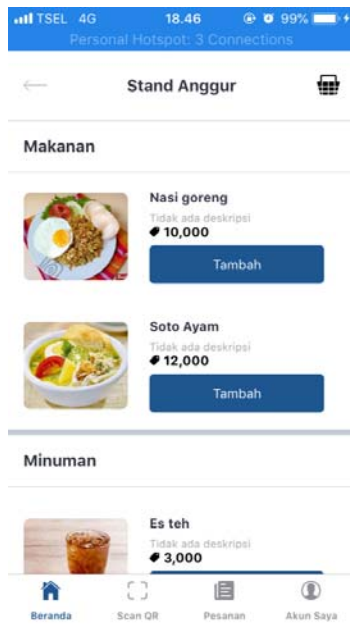 TSEL 4G 18.46 99%
Personal Hotspot: 3 Connections
Stand Anggur
Makanan
Nasi goreng
Tidak ada deskripsi
10,000
Tambah
Soto Ayam
Tidak ada deskripsi
12,000
Tambah
Minuman
Es teh
Tidak ada deskripsi
3,000
Beranda Scan QR Pesanan Akun Saya